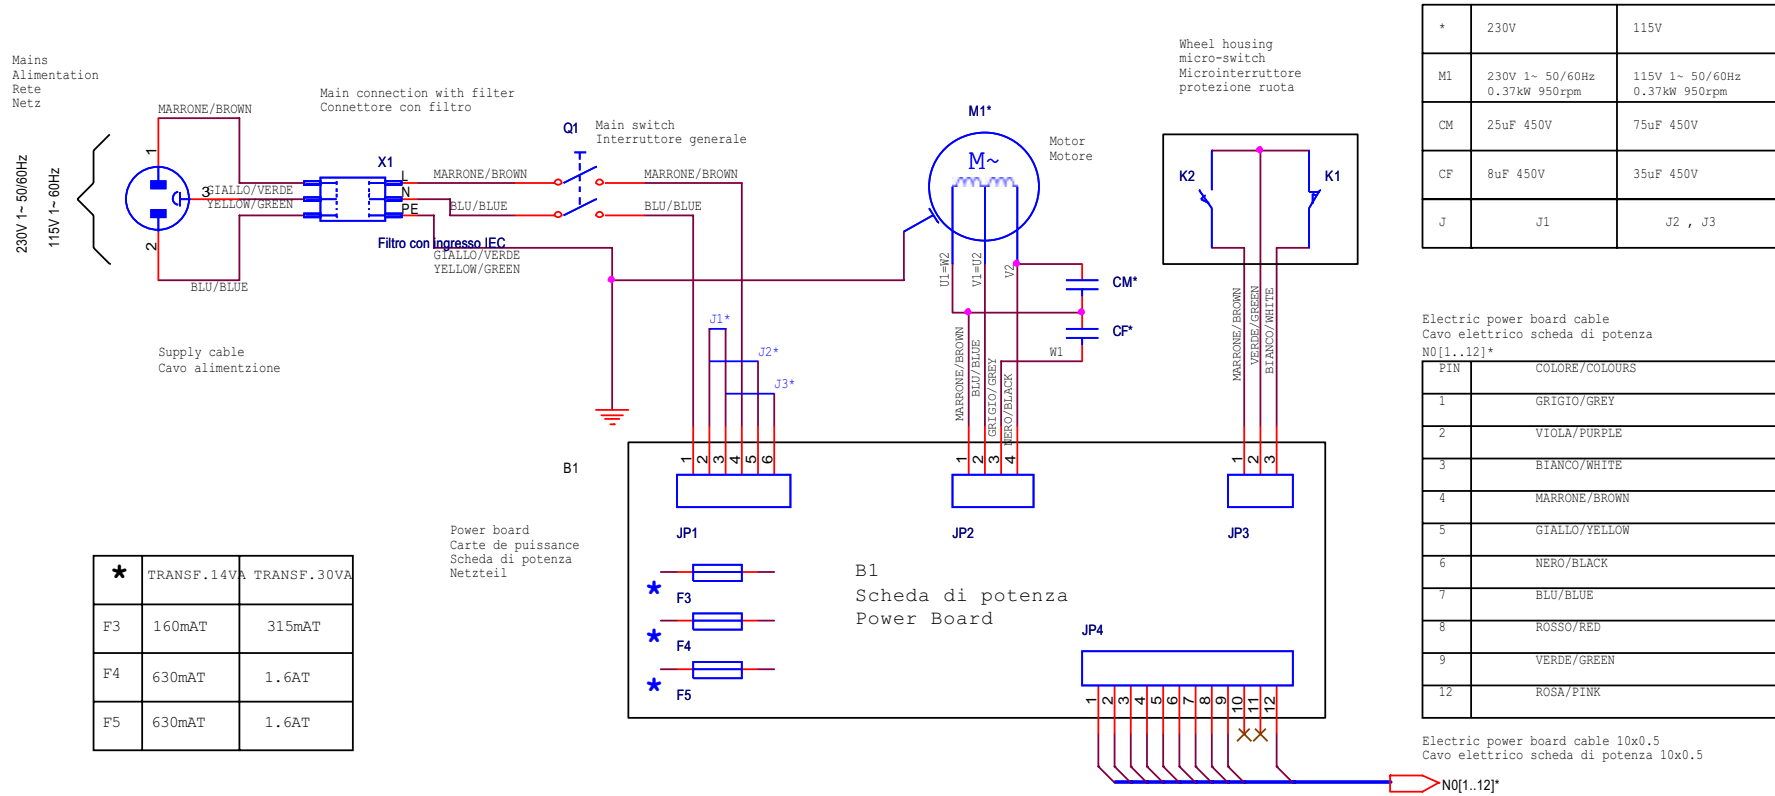 Mains
Alimentation
Rete
Netz
230V 1~ 50/60Hz
115V 1~ 60Hz
MARRONE/BROWN
1
3
GIALLO/VERDE
YELLOW/GREEN
2
BLU/BLUE
Supply cable
Cavo alimentzione
Main connection with filter
Connettore con filtro
X1
L
N
PE
Filtro con ingresso IEC
GIALLO/VERDE
YELLOW/GREEN
MARRONE/BROWN
BLU/BLUE
Q1
Main switch
Interruttore generale
MARRONE/BROWN
BLU/BLUE
J1*
J2*
J3*
M1*
M~
Motor
Motore
U1=W2
V1=U2
V2
CM*
CF*
W1
MARRONE/BROWN
BLU/BLUE
GRIGIO/GREY
NERO/BLACK
Wheel housing
micro-switch
Microinterruttore
protezione ruota
K2
K1
MARRONE/BROWN
VERDE/GREEN
BIANCO/WHITE
B1
1 2 3 4 5 6
JP1
1 2 3 4
JP2
1 2 3
JP3
Power board
Carte de puissance
Scheda di potenza
Netzteil
* F3
* F4
* F5
B1
Scheda di potenza
Power Board
JP4
1 2 3 4 5 6 7 8 9 10 11 12
N0[1..12]*
* TRANSF.14VA TRANSF.30VA
F3 160mAT 315mAT
F4 630mAT 1.6AT
F5 630mAT 1.6AT
* 230V 115V
M1 230V 1~ 50/60Hz 115V 1~ 50/60Hz
0.37kW 950rpm 0.37kW 950rpm
CM 25uF 450V 75uF 450V
CF 8uF 450V 35uF 450V
J J1 J2 , J3
Electric power board cable
Cavo elettrico scheda di potenza
N0[1..12]*
PIN COLORE/COLOURS
1 GRIGIO/GREY
2 VIOLA/PURPLE
3 BIANCO/WHITE
4 MARRONE/BROWN
5 GIALLO/YELLOW
6 NERO/BLACK
7 BLU/BLUE
8 ROSSO/RED
9 VERDE/GREEN
12 ROSA/PINK
Electric power board cable 10x0.5
Cavo elettrico scheda di potenza 10x0.5